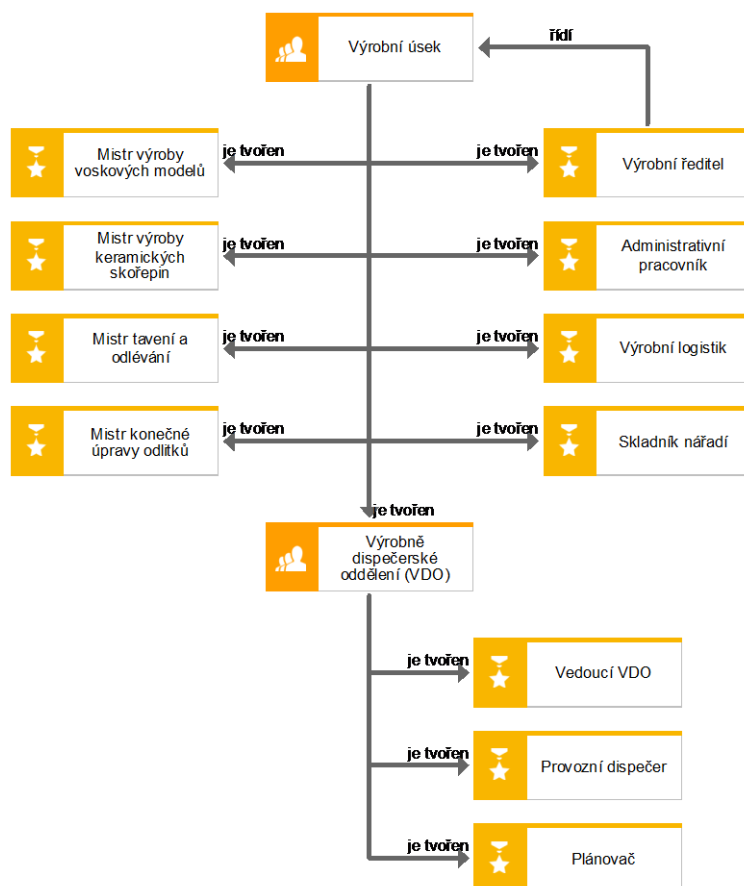 Výrobní úsek
řídí
Mistr výroby
voskových modelů
je tvořen
je tvořen
Výrobní ředitel
Mistr výroby
keramických
skořepin
je tvořen
je tvořen
Administrativní
pracovník
Mistr tavení a
odlévání
je tvořen
je tvořen
Výrobní logistik
Mistr konečné
úpravy odlitků
je tvořen
je tvořen
Skladník nářadí
je tvořen
Výrobně
dispečerské
oddělení (VDO)
je tvořen
Vedoucí VDO
je tvořen
Provozní dispečer
je tvořen
Plánovač